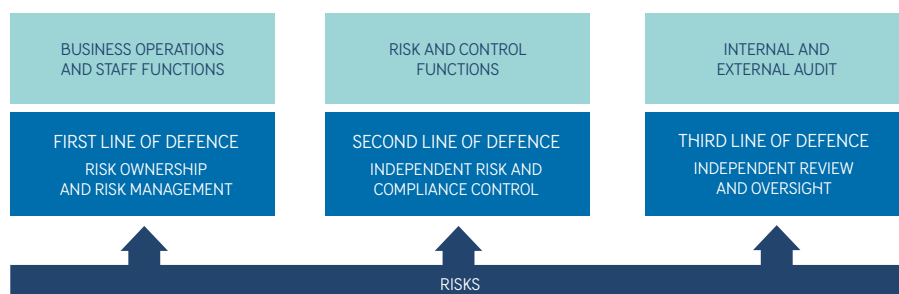 BUSINESS OPERATIONS
AND STAFF FUNCTIONS
FIRST LINE OF DEFENCE
RISK OWNERSHIP
AND RISK MANAGEMENT
RISK AND CONTROL
FUNCTIONS
SECOND LINE OF DEFENCE
INDEPENDENT RISK AND
COMPLIANCE CONTROL
INTERNAL AND
EXTERNAL AUDIT
THIRD LINE OF DEFENCE
INDEPENDENT REVIEW
AND OVERSIGHT
RISKS